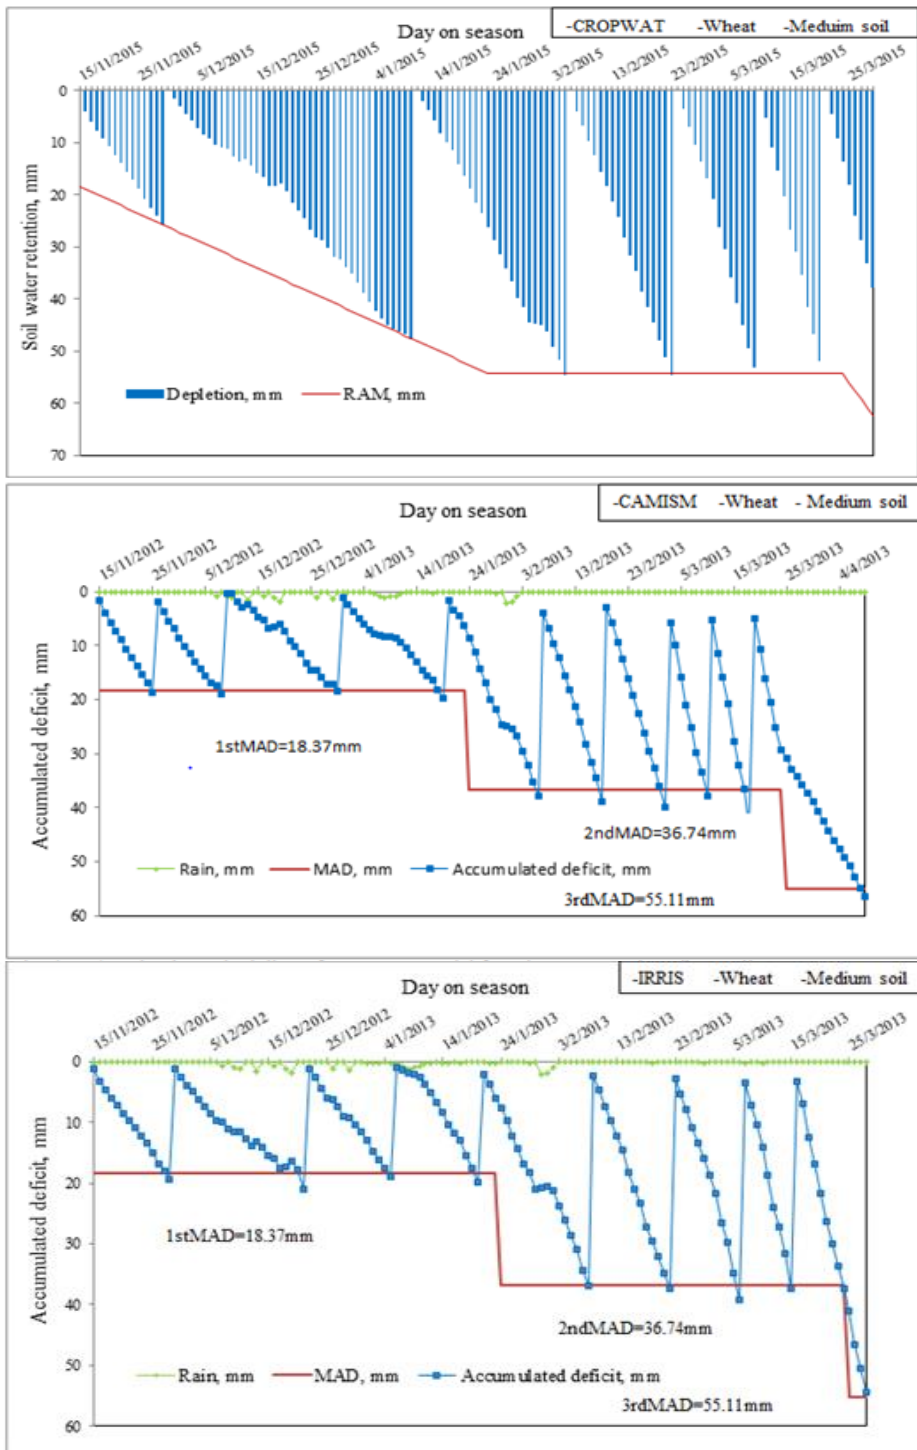 -CROPWAT -Wheat -Meduim soil
Day on season
15/11/2015 25/11/2015 5/12/2015 15/12/2015 25/12/2015 4/1/2015 14/1/2015 24/1/2015 3/2/2015 13/2/2015 23/2/2015 5/3/2015 15/3/2015 25/3/2015
0
10
20
30
40
50
60
70
Soil water retention, mm
Depletion, mm RAM, mm
-CAMISM -Wheat - Medium soil
Day on season
15/11/2012 25/11/2012 5/12/2012 15/12/2012 25/12/2012 4/1/2013 14/1/2013 24/1/2013 3/2/2013 13/2/2013 23/2/2013 5/3/2013 15/3/2013 25/3/2013 4/4/2013
0
10
20
30
40
50
60
Accumulated deficit, mm
1stMAD=18.37mm
2ndMAD=36.74mm
Rain, mm MAD, mm Accumulated deficit, mm
3rdMAD=55.11mm
-IRRIS -Wheat -Medium soil
Day on season
15/11/2012 25/11/2012 5/12/2012 15/12/2012 25/12/2012 4/1/2013 14/1/2013 24/1/2013 3/2/2013 13/2/2013 23/2/2013 5/3/2013 15/3/2013 25/3/2013
0
10
20
30
40
50
60
Accumulated deficit, mm
1stMAD=18.37mm
2ndMAD=36.74mm
Rain, mm MAD, mm Accumulated deficit, mm
3rdMAD=55.11mm